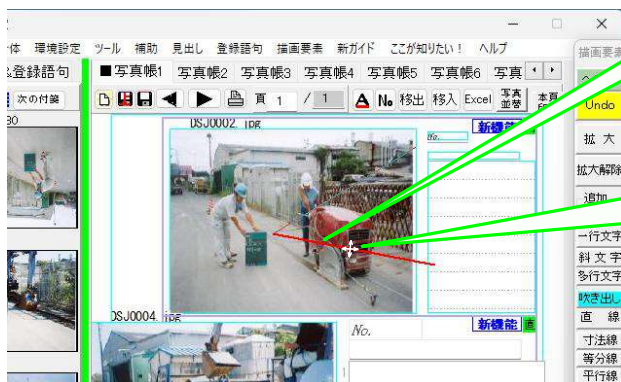 体 環境設定 ツール 補助 見出し 登録語句 描画要素 新ガイド ここが知りたい! ヘルプ
登録語句 ■写真帳1 写真帳2 写真帳3 写真帳4 写真帳5 写真帳6 写真
次の付箋 頁 1 / 1 A No 移出 移入 Excel 写真並替 本頁
描画要素
Undo
拡 大
拡大解除
追加
一行文字
斜 文 字
多行文字
吹き出し
直 線
寸法線
等分線
平行線
DSJ0002. jpg 新機能
No.
DSJ0004. jpg 新機能 直
No.